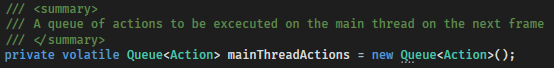 /// <summary>
/// A queue of actions to be excecuted on the main thread on the next frame
/// </summary>
private volatile Queue<Action> mainThreadActions = new Queue<Action>();